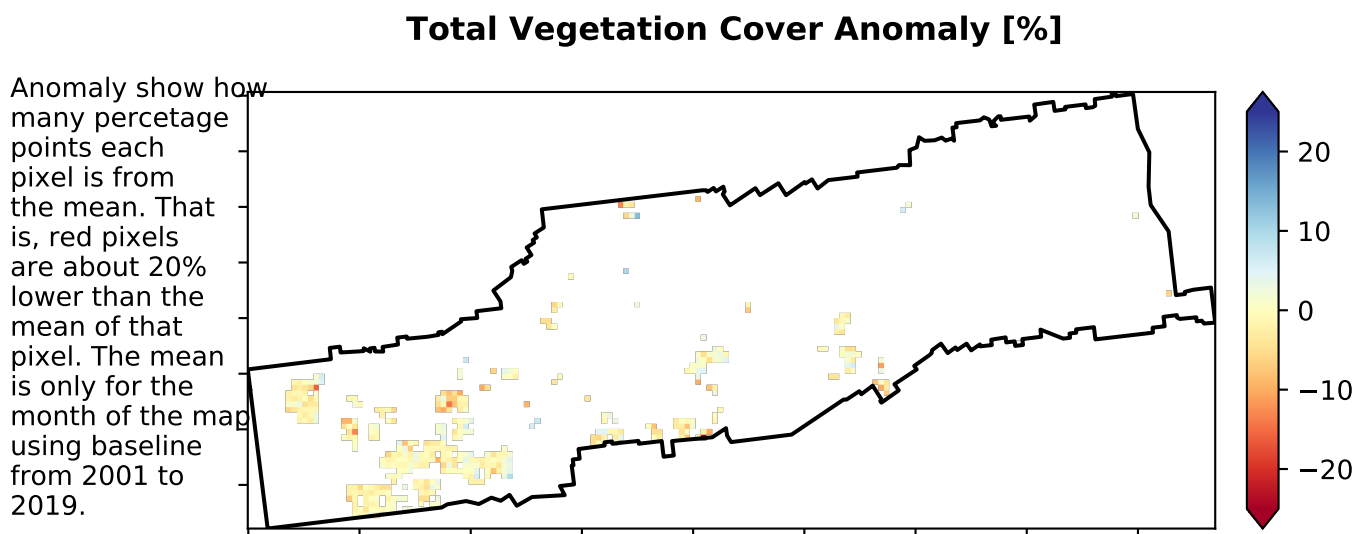 Total Vegetation Cover Anomaly [%]
Anomaly show how
many percetage
points each
pixel is from
the mean. That
is, red pixels
are about 20%
lower than the
mean of that
pixel. The mean
is only for the
month of the map
using baseline
from 2001 to
2019.
20
10
0
−10
−20